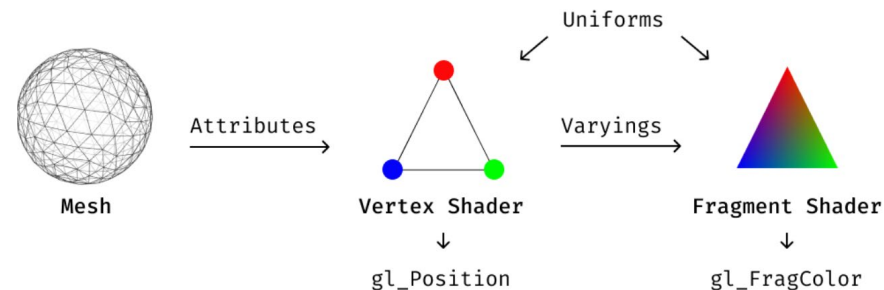 Uniforms
Attributes
Varyings
Mesh
Vertex Shader
Fragment Shader
gl_Position
gl_FragColor